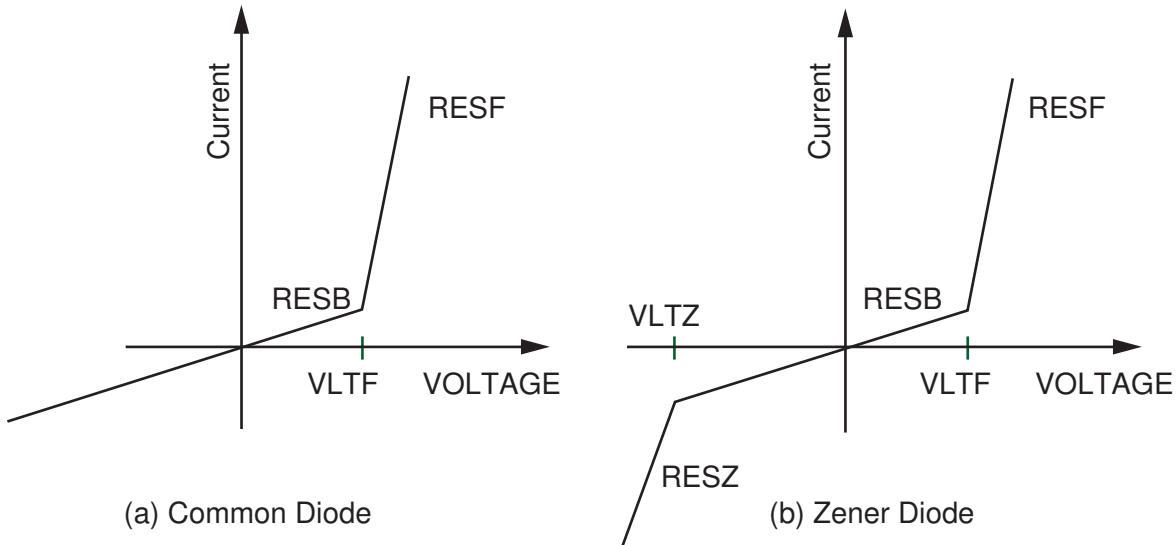 Current
RESF
RESB
VLTF
VOLTAGE
(a) Common Diode
Current
RESF
RESB
VLTZ
VLTF
VOLTAGE
RESZ
(b) Zener Diode